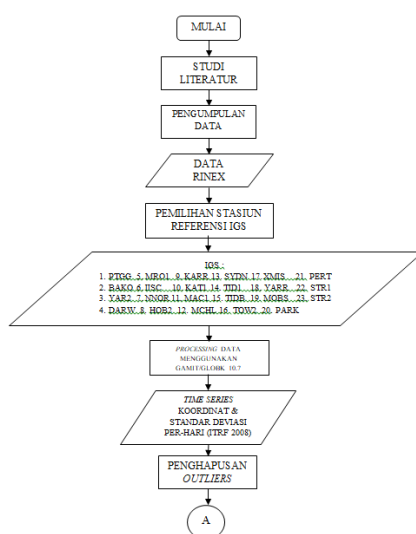 MULAI
STUDI
LITERATUR
PENGUMPULAN
DATA
DATA
RINEX
PEMILIHAN STASIUN
REFERENSI IGS
IGS :
1. PTGG 5. MRO1 9. KARR 13. SYDN 17. XMIS 21. PERT
2. BAKO 6. IISC 10. KAT1 14. TID1 18. YARR 22. STR1
3. YAR2 7. NNOR 11. MAC1 15. TIDB 19. MOBS 23. STR2
4. DARW 8. HOB2 12. MCHL 16. TOW2 20. PARK
PROCESSING DATA
MENGGUNAKAN
GAMIT/GLOBK 10.7
TIME SERIES
KOORDINAT &
STANDAR DEVIASI
PER-HARI (ITRF 2008)
PENGHAPUSAN
OUTLIERS
A